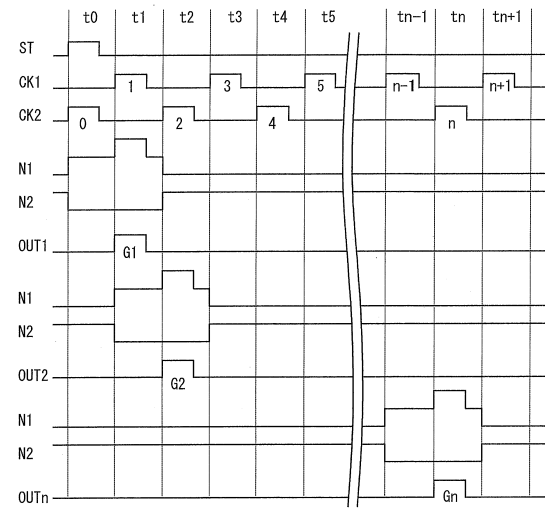 t0 t1 t2 t3 t4 t5 tn-1 tn tn+1
ST
CK1 1 3 5 n-1 n+1
CK2 0 2 4 n
N1
N2
OUT1 G1
N1
N2
OUT2 G2
N1
N2
OUTn Gn